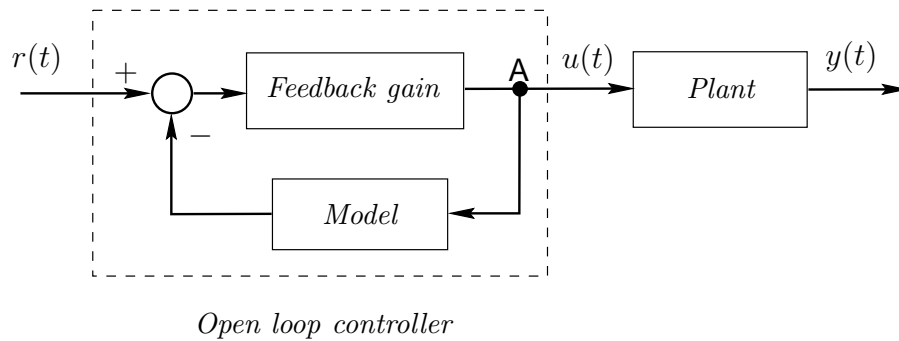 r(t)
+
Feedback gain
A
u(t)
Plant
y(t)
−
Model
Open loop controller